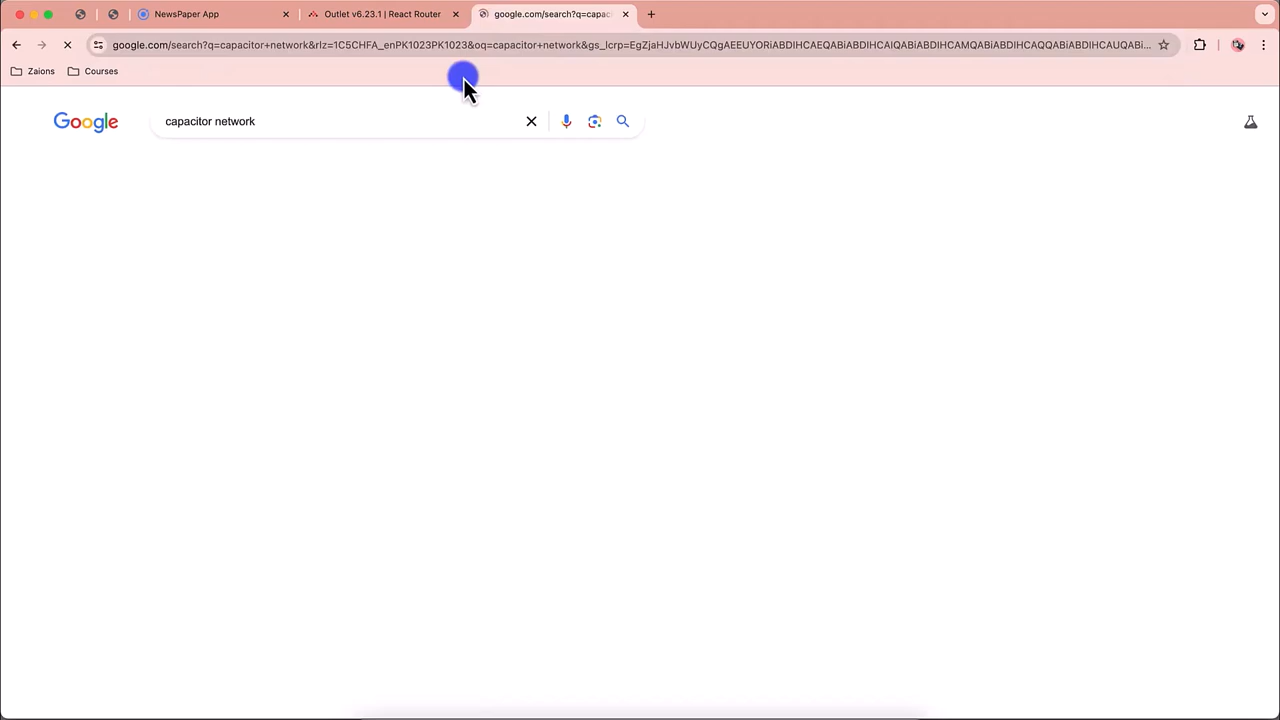 NewsPaper App
Outlet v6.23.1 | React Router
google.com/search?q=capaci
google.com/search?q=capacitor+network&rlz=1C5CHFA_enPK1023PK1023&oq=capacitor+network&gs_lcrp=EgZjaHJvbWUyCQgAEEUYORiABDIHCAEQABiABDIHCAIQABiABDIHCAMQABiABDIHCAQQABiABDIHCAUQABi...
Zaions
Courses
Google
capacitor network